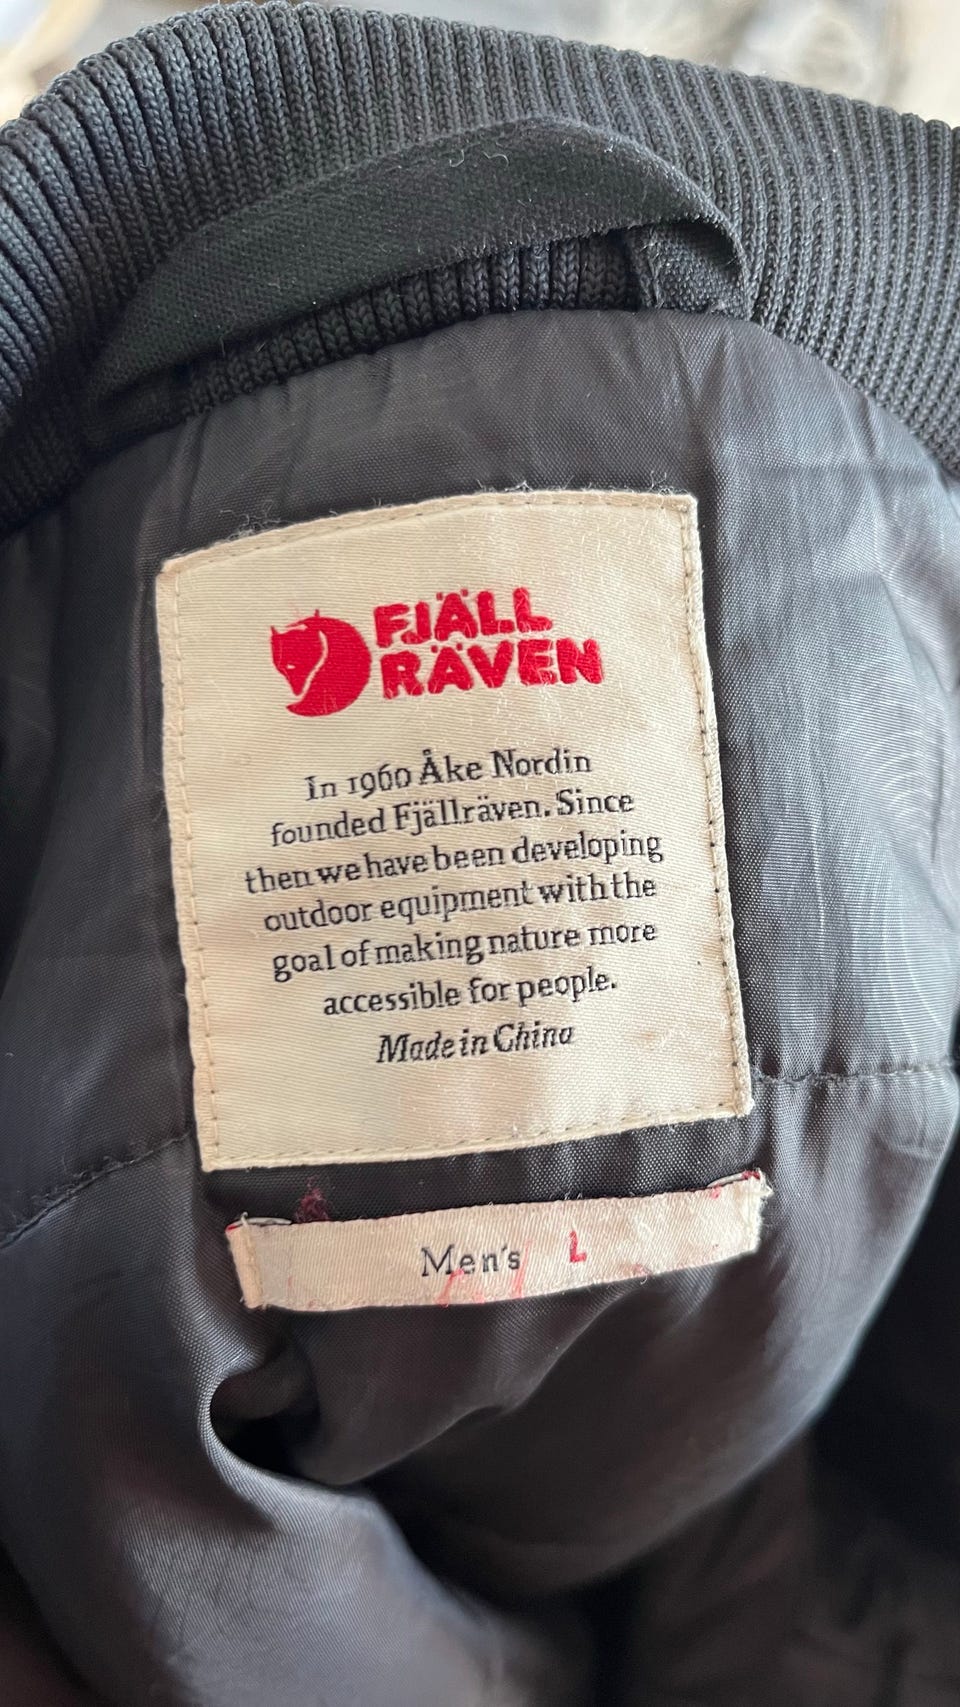 FJÄLL
RÄVEN
In 1960 Åke Nordin
founded Fjällräven. Since
then we have been developing
outdoor equipment with the
goal of making nature more
accessible for people.
Made in China
Men's L